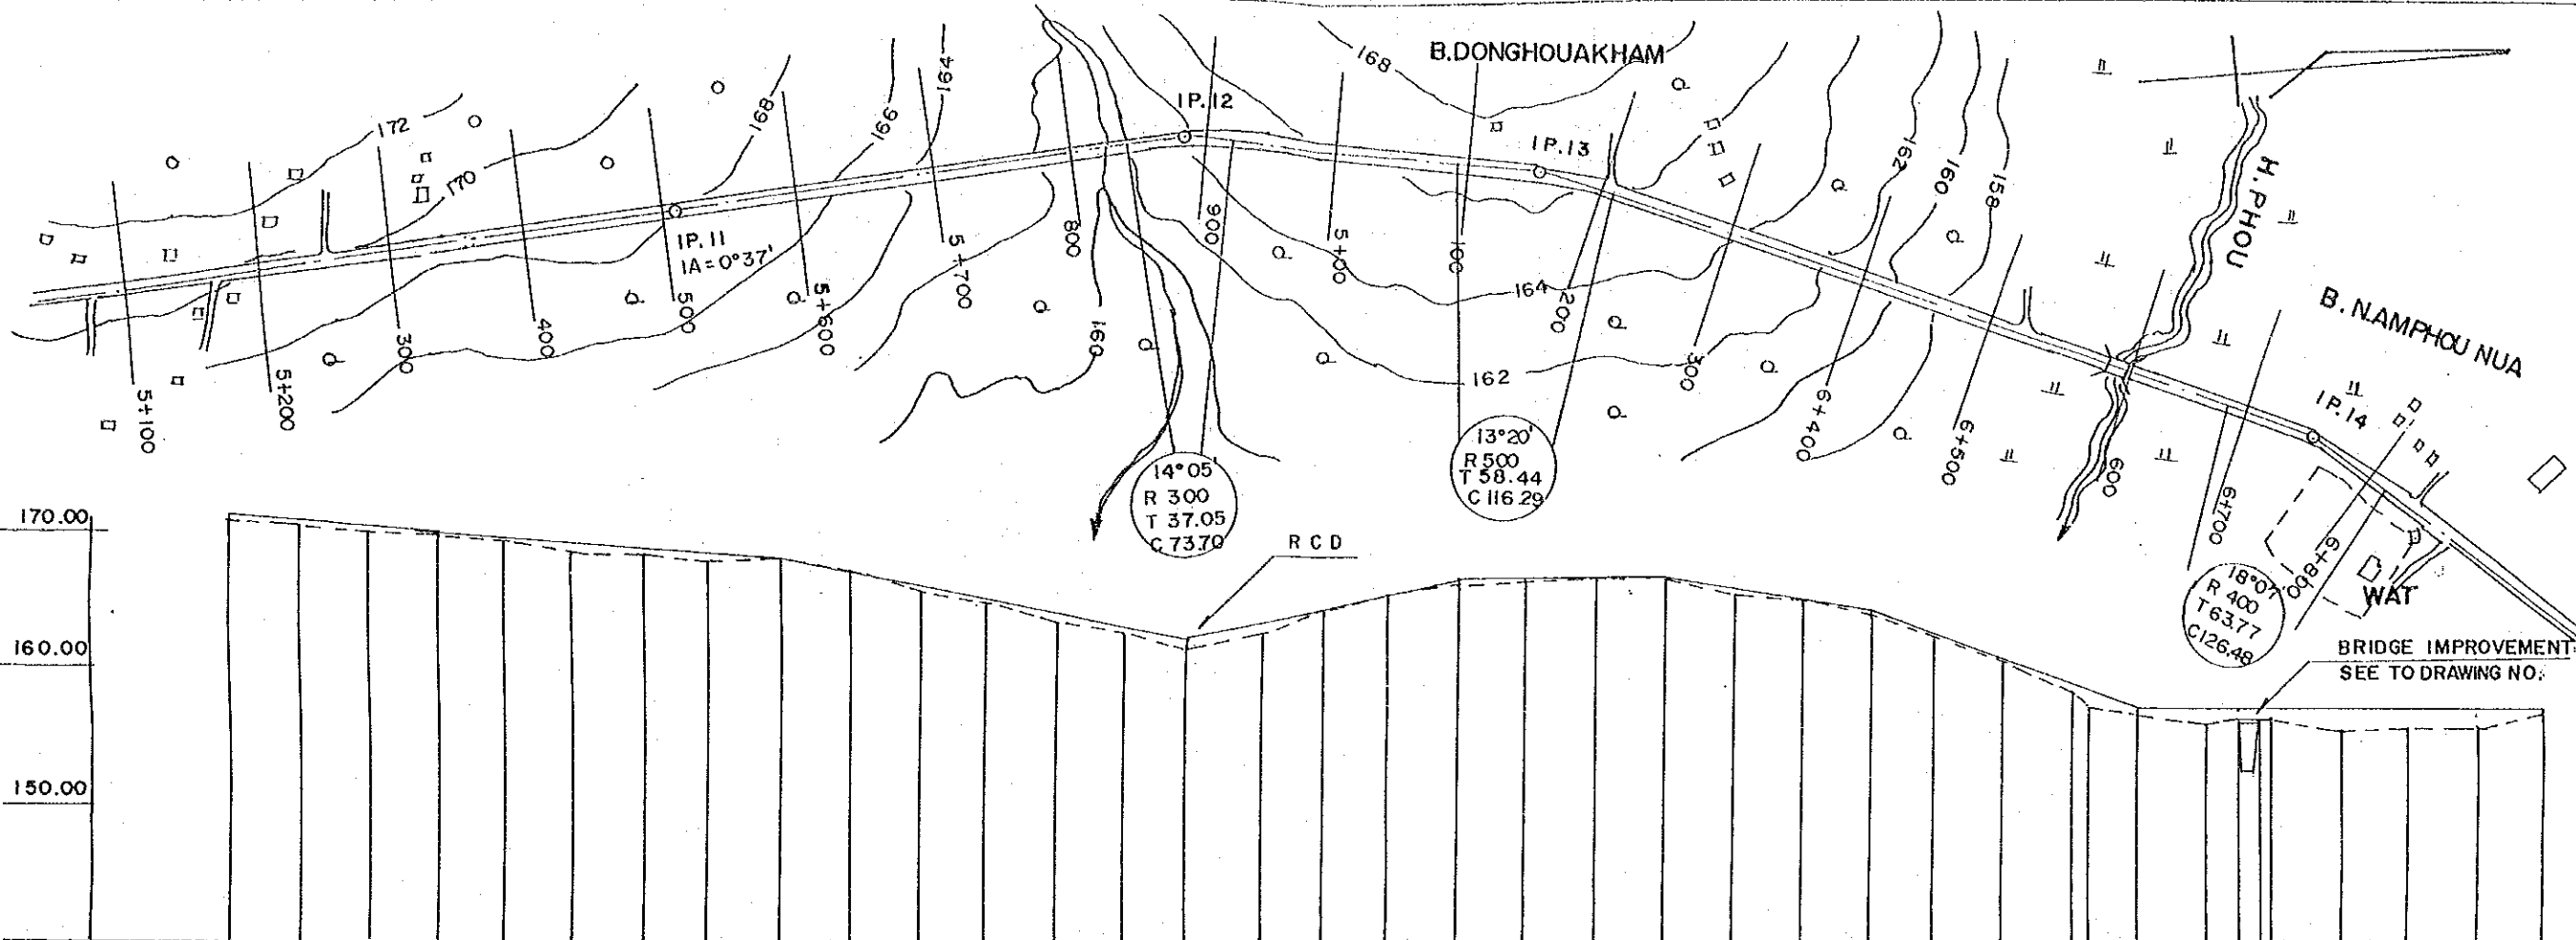 B.DONGHOUAKHAM
168
164
166
168
172
170
IP.12
IP.13
162
160
158
H.PHOU
B.NAMPHOU NUA
IP.11
IA=0°37'
5+100
5+200
300
400
500
5+600
5+700
800
160
900
5+00
100
200
164
162
300
6+400
6+500
600
6+700
6+800
IP.14
WAT
14°05'
R 300
T 37.05
C 73.70
13°20'
R 500
T 58.44
C 116.29
18°07'
R 400
T 63.77
C 126.48
170.00
160.00
150.00
RCD
BRIDGE IMPROVEMENT
SEE TO DRAWING NO.